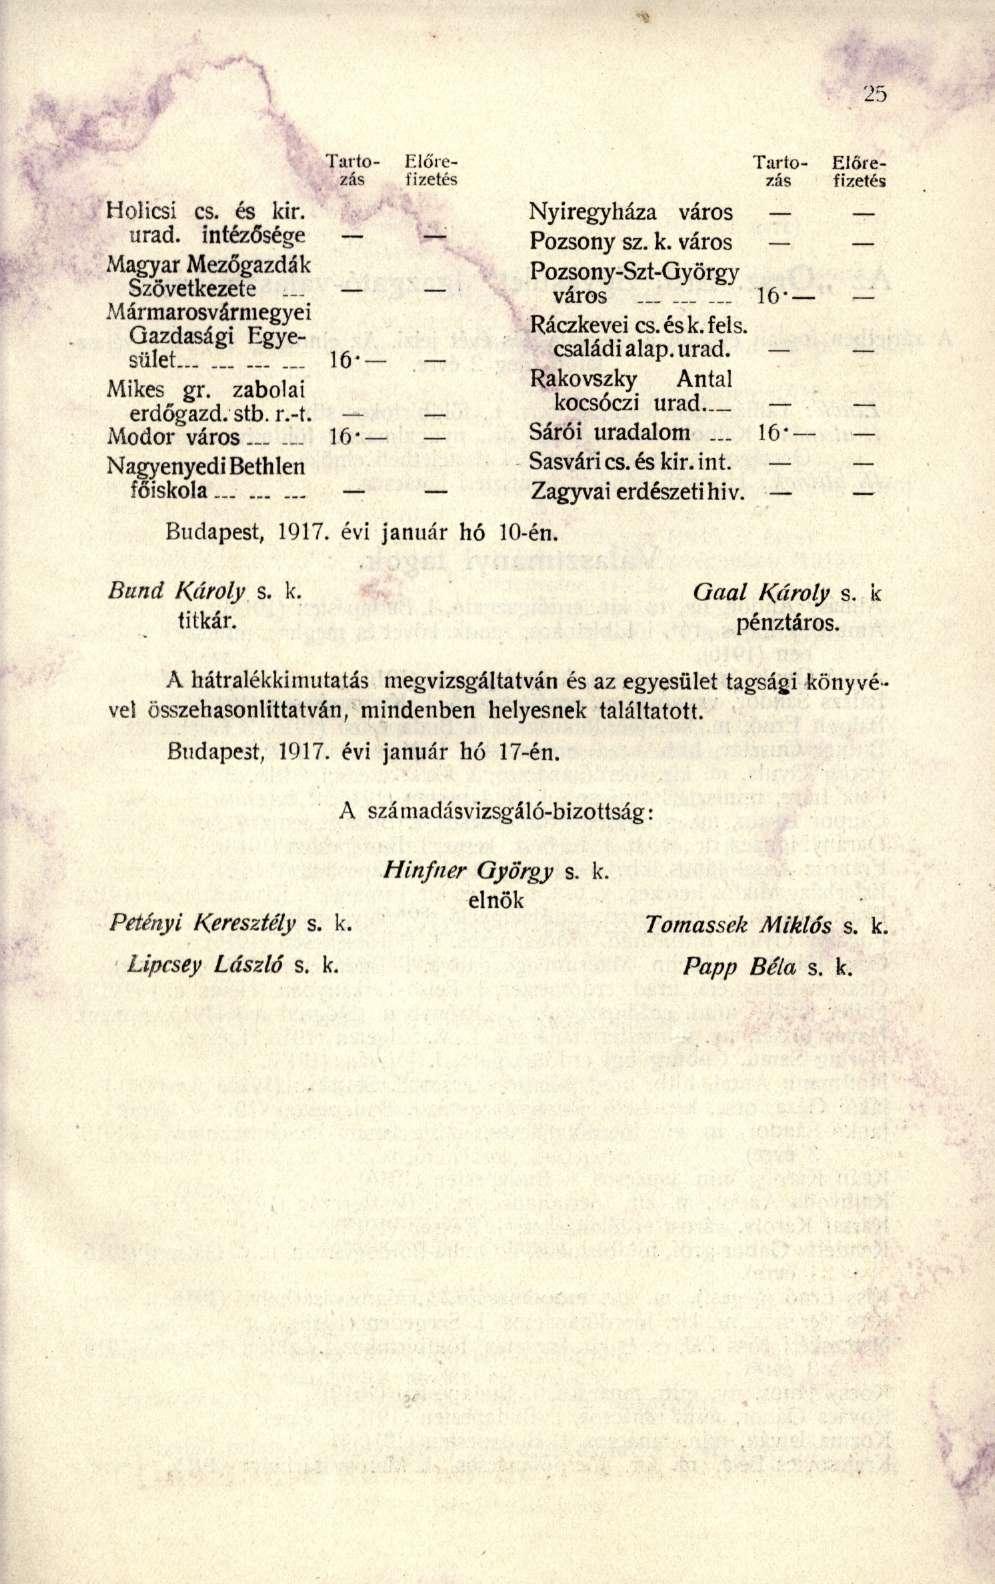 25
Tarto- Előre-
zás fizetés
Holicsi cs. és kir.
urad. intézősége — —
Magyar Mezőgazdák
Szövetkezete ... — —
Mármarosvármegyei
Gazdasági Egye-
sület... ... ... ... 16·— —
Mikes gr. zabolai
erdőgazd. stb. r.-t. — —
Modor város ... ... 16·— —
Nagyenyedi Bethlen
főiskola ... ... ... — —
Tarto- Előre-
zás fizetés
Nyiregyháza város — —
Pozsony sz. k. város — —
Pozsony-Szt-György
város ... ... ... 16·— —
Ráczkevei cs. és k. fels.
családi alap. urad. — —
Rakovszky Antal
kocsóczi urad.... — —
Sárói uradalom ... 16·— —
Sasvári cs. és kir. int. — —
Zagyvai erdészeti hiv. — —
Budapest, 1917. évi január hó 10-én.
Bund Károly s. k. Gaal Károly s. k
titkár. pénztáros.
A hátralékkimutatás megvizsgáltatván és az egyesület tagsági könyvé-
vel összehasonlittatván, mindenben helyesnek találtatott.
Budapest, 1917. évi január hó 17-én.
A számadásvizsgáló-bizottság:
Hinfner György s. k.
elnök
Petényi Keresztély s. k. Tomassek Miklós s. k.
Lipcsey László s. k. Papp Béla s. k.